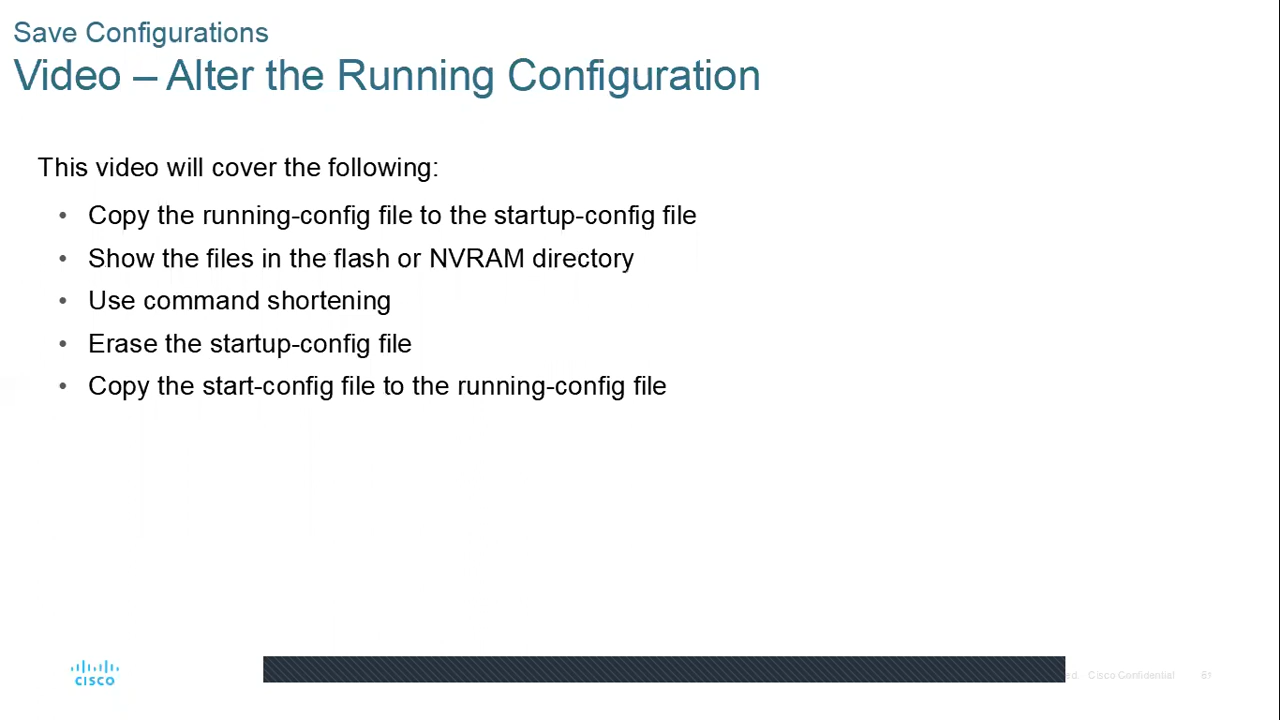 Save Configurations
Video – Alter the Running Configuration
This video will cover the following:
• Copy the running-config file to the startup-config file
• Show the files in the flash or NVRAM directory
• Use command shortening
• Erase the startup-config file
• Copy the start-config file to the running-config file
CISCO
Cisco Confidential